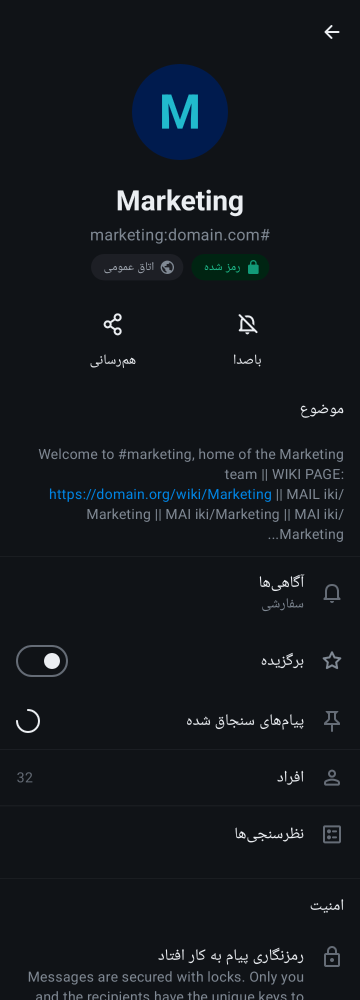 M
Marketing
marketing:domain.com#
رمز شده
اتاق عمومی
باصدا
هم‌رسانی
موضوع
Welcome to #marketing, home of the Marketing
team || WIKI PAGE:
https://domain.org/wiki/Marketing || MAIL iki/
Marketing || MAI iki/Marketing || MAI iki/
...Marketing
آگاهی‌ها
سفارشی
برگزیده
پیام‌های سنجاق شده
افراد
32
نظرسنجی‌ها
امنیت
رمزنگاری پیام به کار افتاد
Messages are secured with locks. Only you
and the recipients have the unique keys to